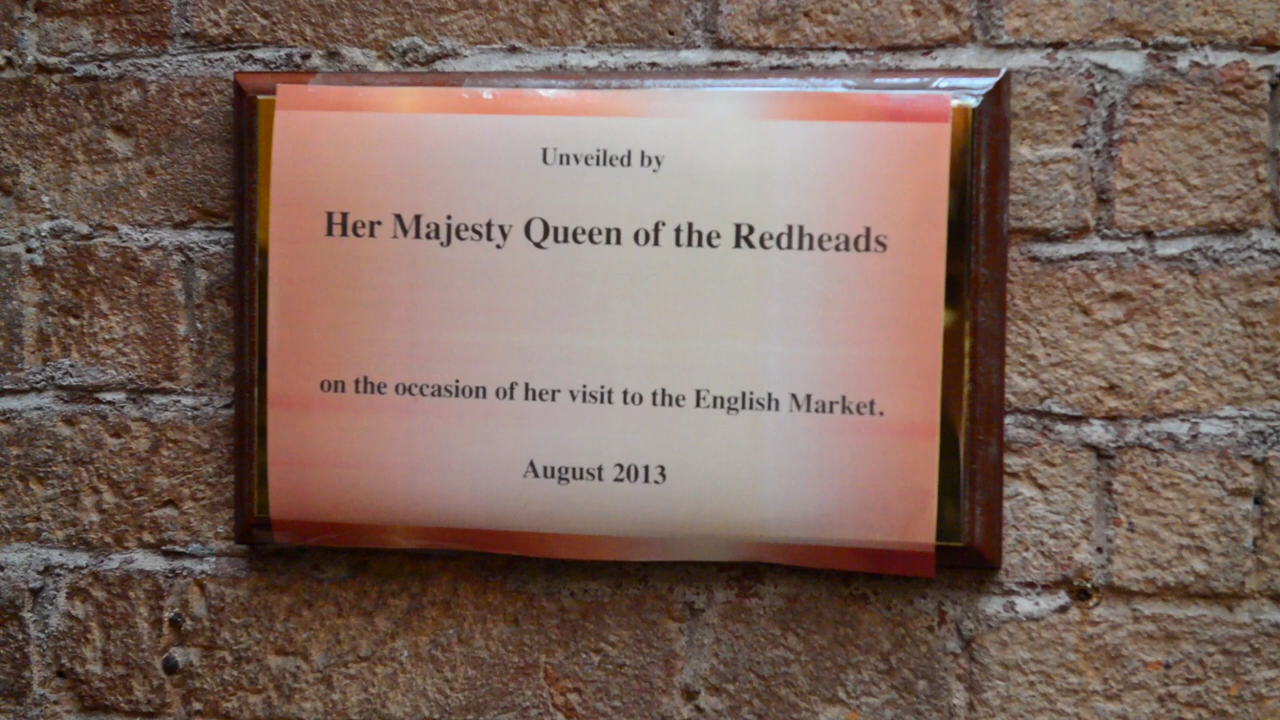 Unveiled by
Her Majesty Queen of the Redheads
on the occasion of her visit to the English Market.
August 2013